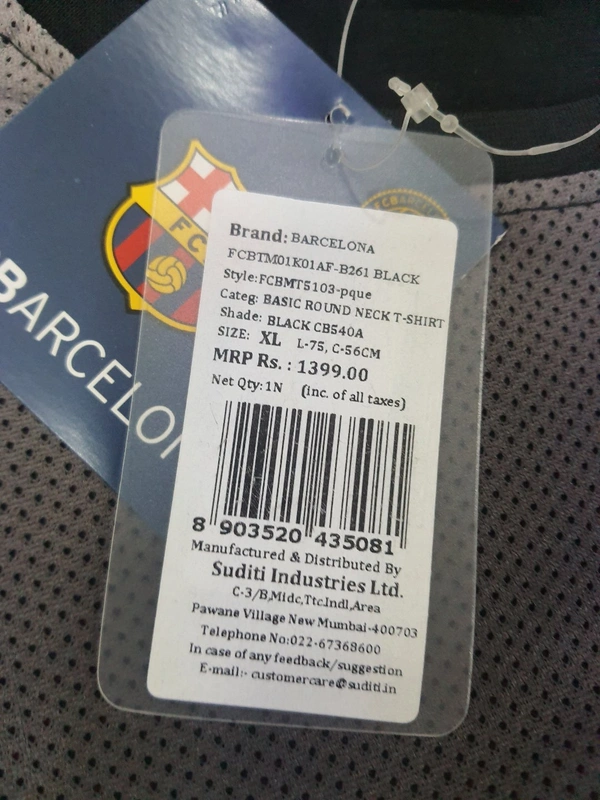 FCB
BARCELO
FCBARCELO
Brand: BARCELONA
FCBTM01K01AF-B261 BLACK
Style:FCBMT5103-pque
Categ: BASIC ROUND NECK T-SHIRT
Shade: BLACK CB540A
SIZE: XL L-75, C-56CM
MRP Rs. : 1399.00
Net Qty:1N (inc. of all taxes)
8 903520 435081
Manufactured & Distributed By
Suditi Industries Ltd.
C-3/B,Midc,Ttc.Indl,Area
Pawane Village New Mumbai-400703
Telephone No:022-67368600
In case of any feedback/suggestion
E-mail:- customercare@suditi.in